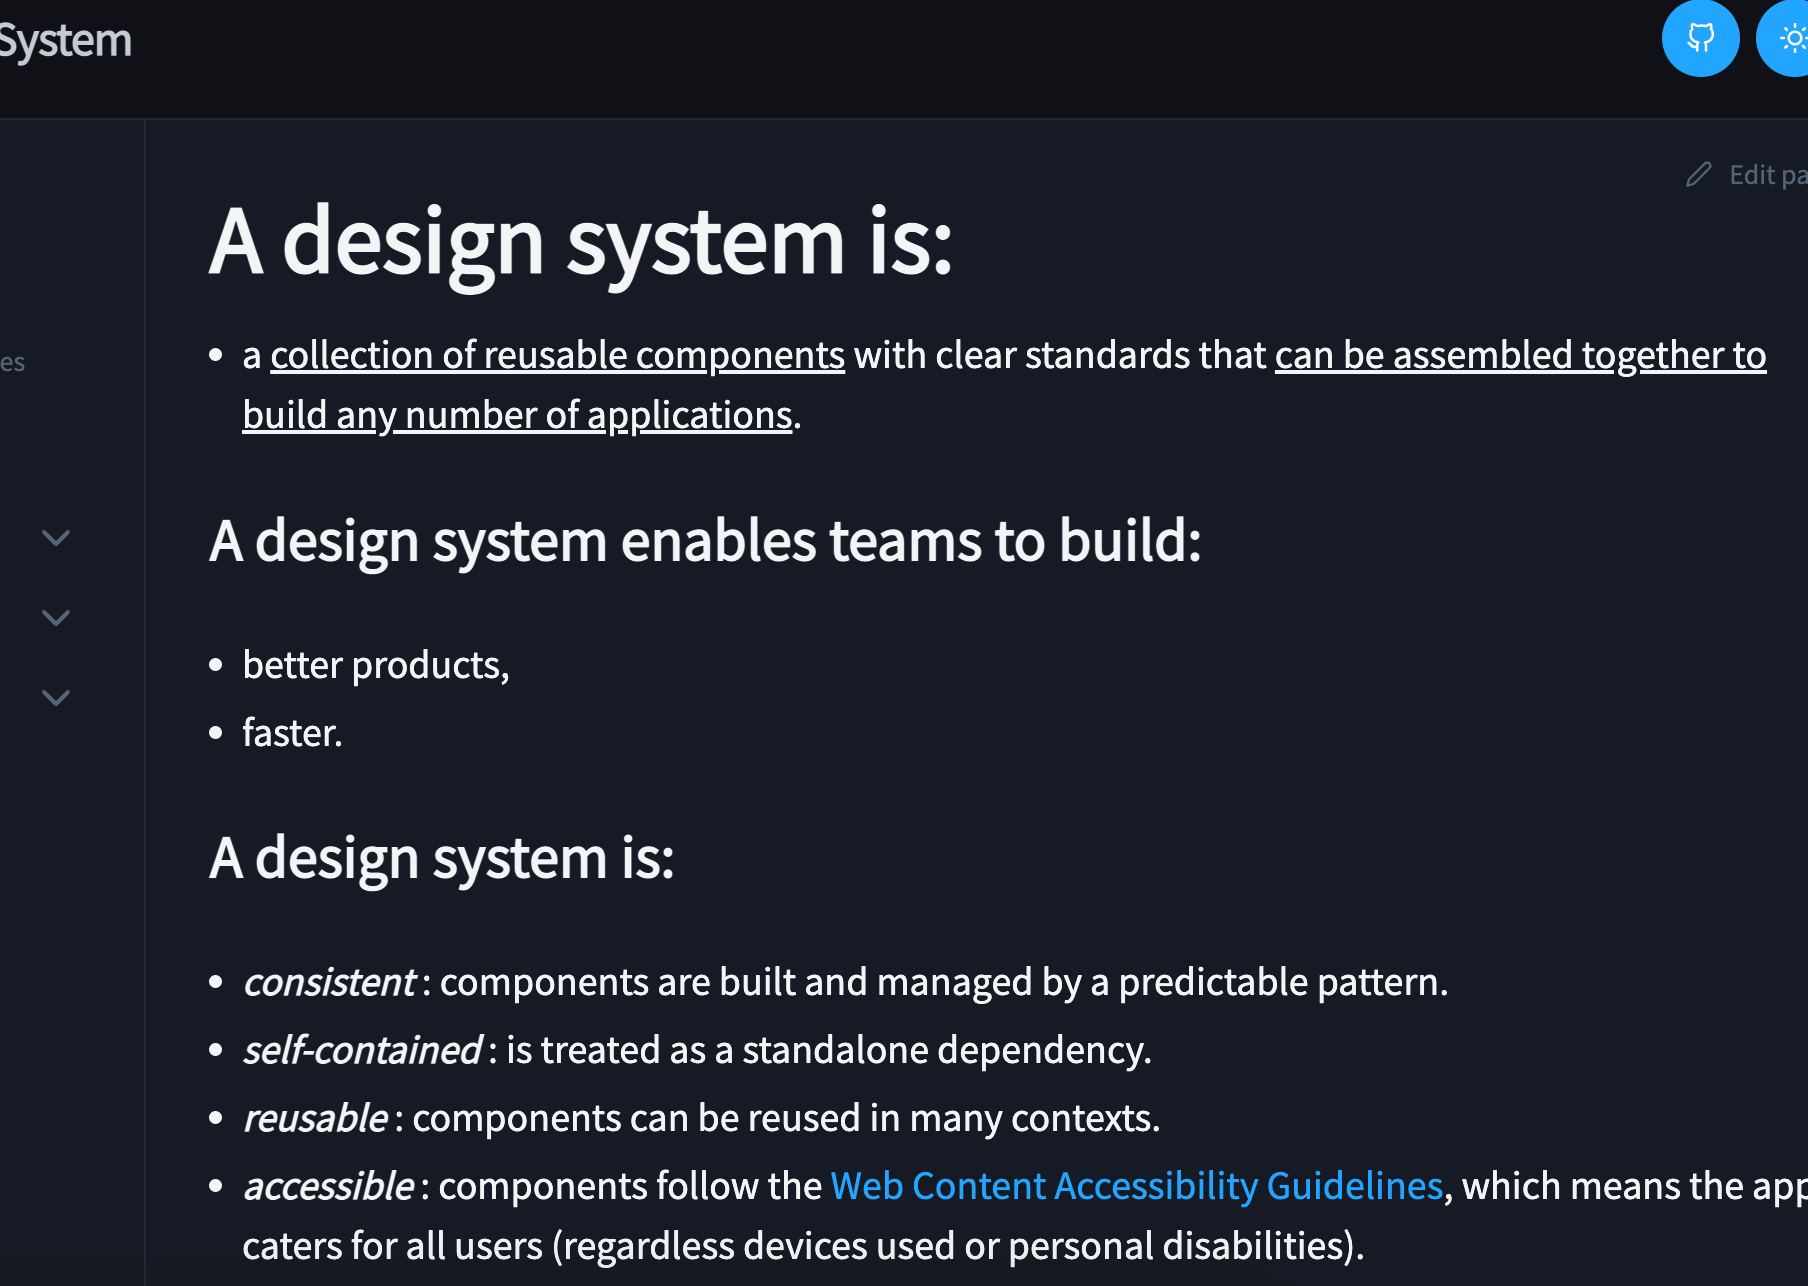 System
Edit pa
A design system is:
es
• a collection of reusable components with clear standards that can be assembled together to
build any number of applications.
A design system enables teams to build:
• better products,
• faster.
A design system is:
• consistent : components are built and managed by a predictable pattern.
• self-contained : is treated as a standalone dependency.
• reusable : components can be reused in many contexts.
• accessible : components follow the Web Content Accessibility Guidelines, which means the app
caters for all users (regardless devices used or personal disabilities).